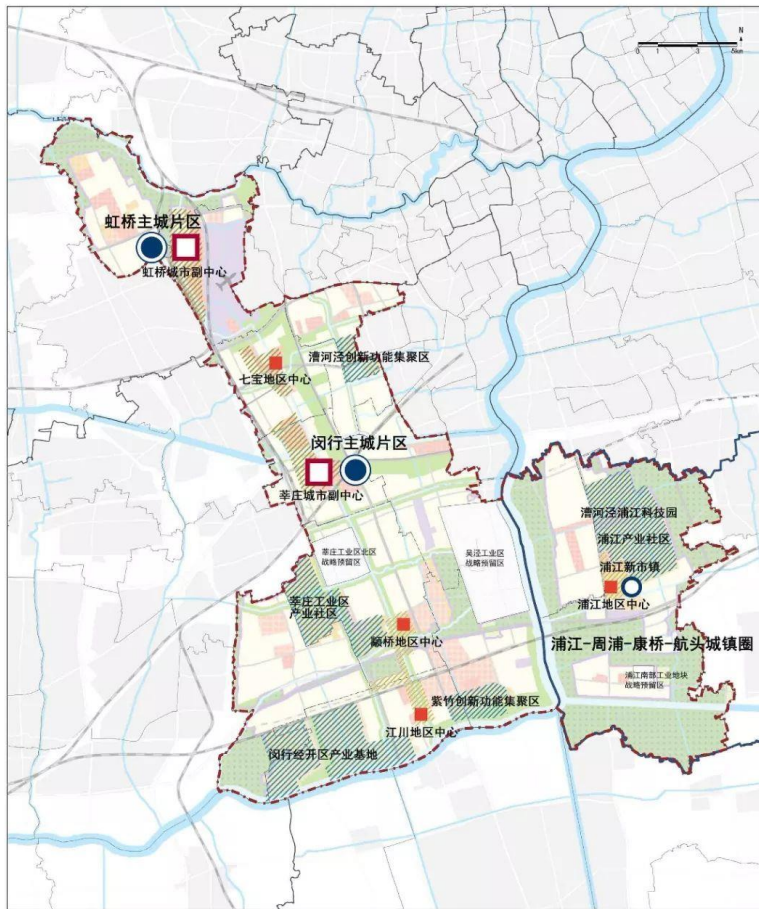 N
0 1 3 5km
虹桥主城片区
虹桥城市副中心
漕河泾创新功能集聚区
七宝地区中心
闵行主城片区
莘庄城市副中心
漕河泾浦江科技园
浦江产业社区
莘庄工业区北区
战略预留区
吴泾工业区
战略预留区
浦江新市镇
浦江地区中心
莘庄工业区
产业社区
颛桥地区中心
浦江-周浦-康桥-航头城镇圈
浦江南部工业地块
战略预留区
紫竹创新功能集聚区
江川地区中心
闵行经开区产业基地